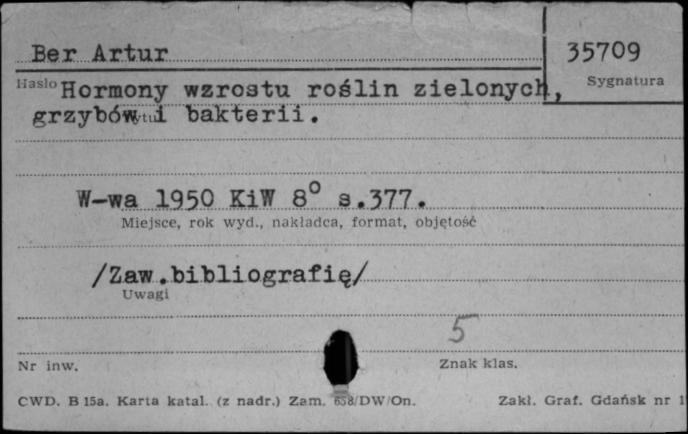 Ber Artur 35709
Hasło Sygnatura
Hormony wzrostu roślin zielonych,
grzybów i bakterii.
W-wa 1950 KiW 8° s.377.
Miejsce, rok wyd., nakładca, format, objętość
/Zaw.bibliografię/
Uwagi
5
Nr inw. Znak klas.
CWD. B 15a. Karta katal. (z nadr.) Zam. 658/DW/On. Zakł. Graf. Gdańsk nr 1